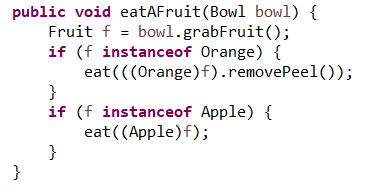 public void eatAFruit(Bowl bowl) {
    Fruit f = bowl.grabFruit();
    if (f instanceof Orange) {
        eat(((Orange)f).removePeel());
    }
    if (f instanceof Apple) {
        eat((Apple)f);
    }
}